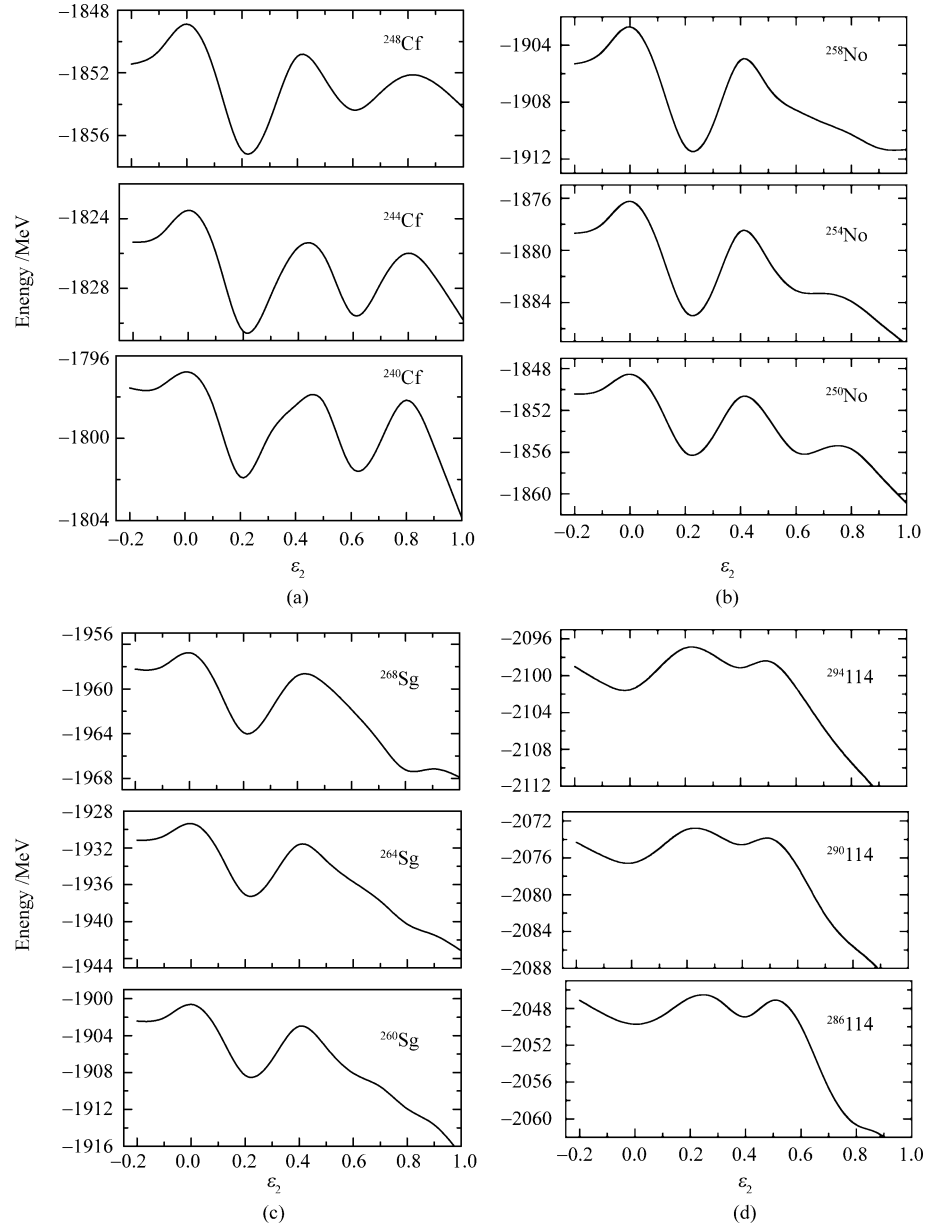 Enengy /MeV
−1848
−1852
−1856
²⁴⁸Cf
−1824
−1828
²⁴⁴Cf
−1796
−1800
−1804
²⁴⁰Cf
−0.2 0.0 0.2 0.4 0.6 0.8 1.0
ε₂
(a)
−1904
−1908
−1912
²⁵⁸No
−1876
−1880
−1884
²⁵⁴No
−1848
−1852
−1856
−1860
²⁵⁰No
−0.2 0.0 0.2 0.4 0.6 0.8 1.0
ε₂
(b)
Enengy /MeV
−1956
−1960
−1964
−1968
²⁶⁸Sg
−1928
−1932
−1936
−1940
−1944
²⁶⁴Sg
−1900
−1904
−1908
−1912
−1916
²⁶⁰Sg
−0.2 0.0 0.2 0.4 0.6 0.8 1.0
ε₂
(c)
−2096
−2100
−2104
−2108
−2112
²⁹⁴114
−2072
−2076
−2080
−2084
−2088
²⁹⁰114
−2048
−2052
−2056
−2060
²⁸⁶114
−0.2 0.0 0.2 0.4 0.6 0.8 1.0
ε₂
(d)